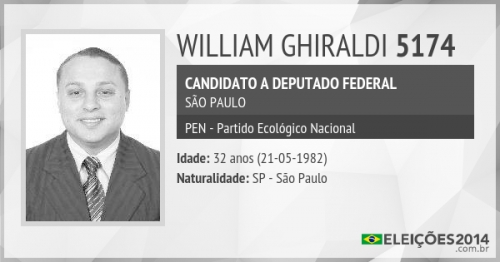 WILLIAM GHIRALDI 5174
CANDIDATO A DEPUTADO FEDERAL
SÃO PAULO
PEN - Partido Ecológico Nacional
Idade: 32 anos (21-05-1982)
Naturalidade: SP - São Paulo
ELEIÇÕES2014
.com.br